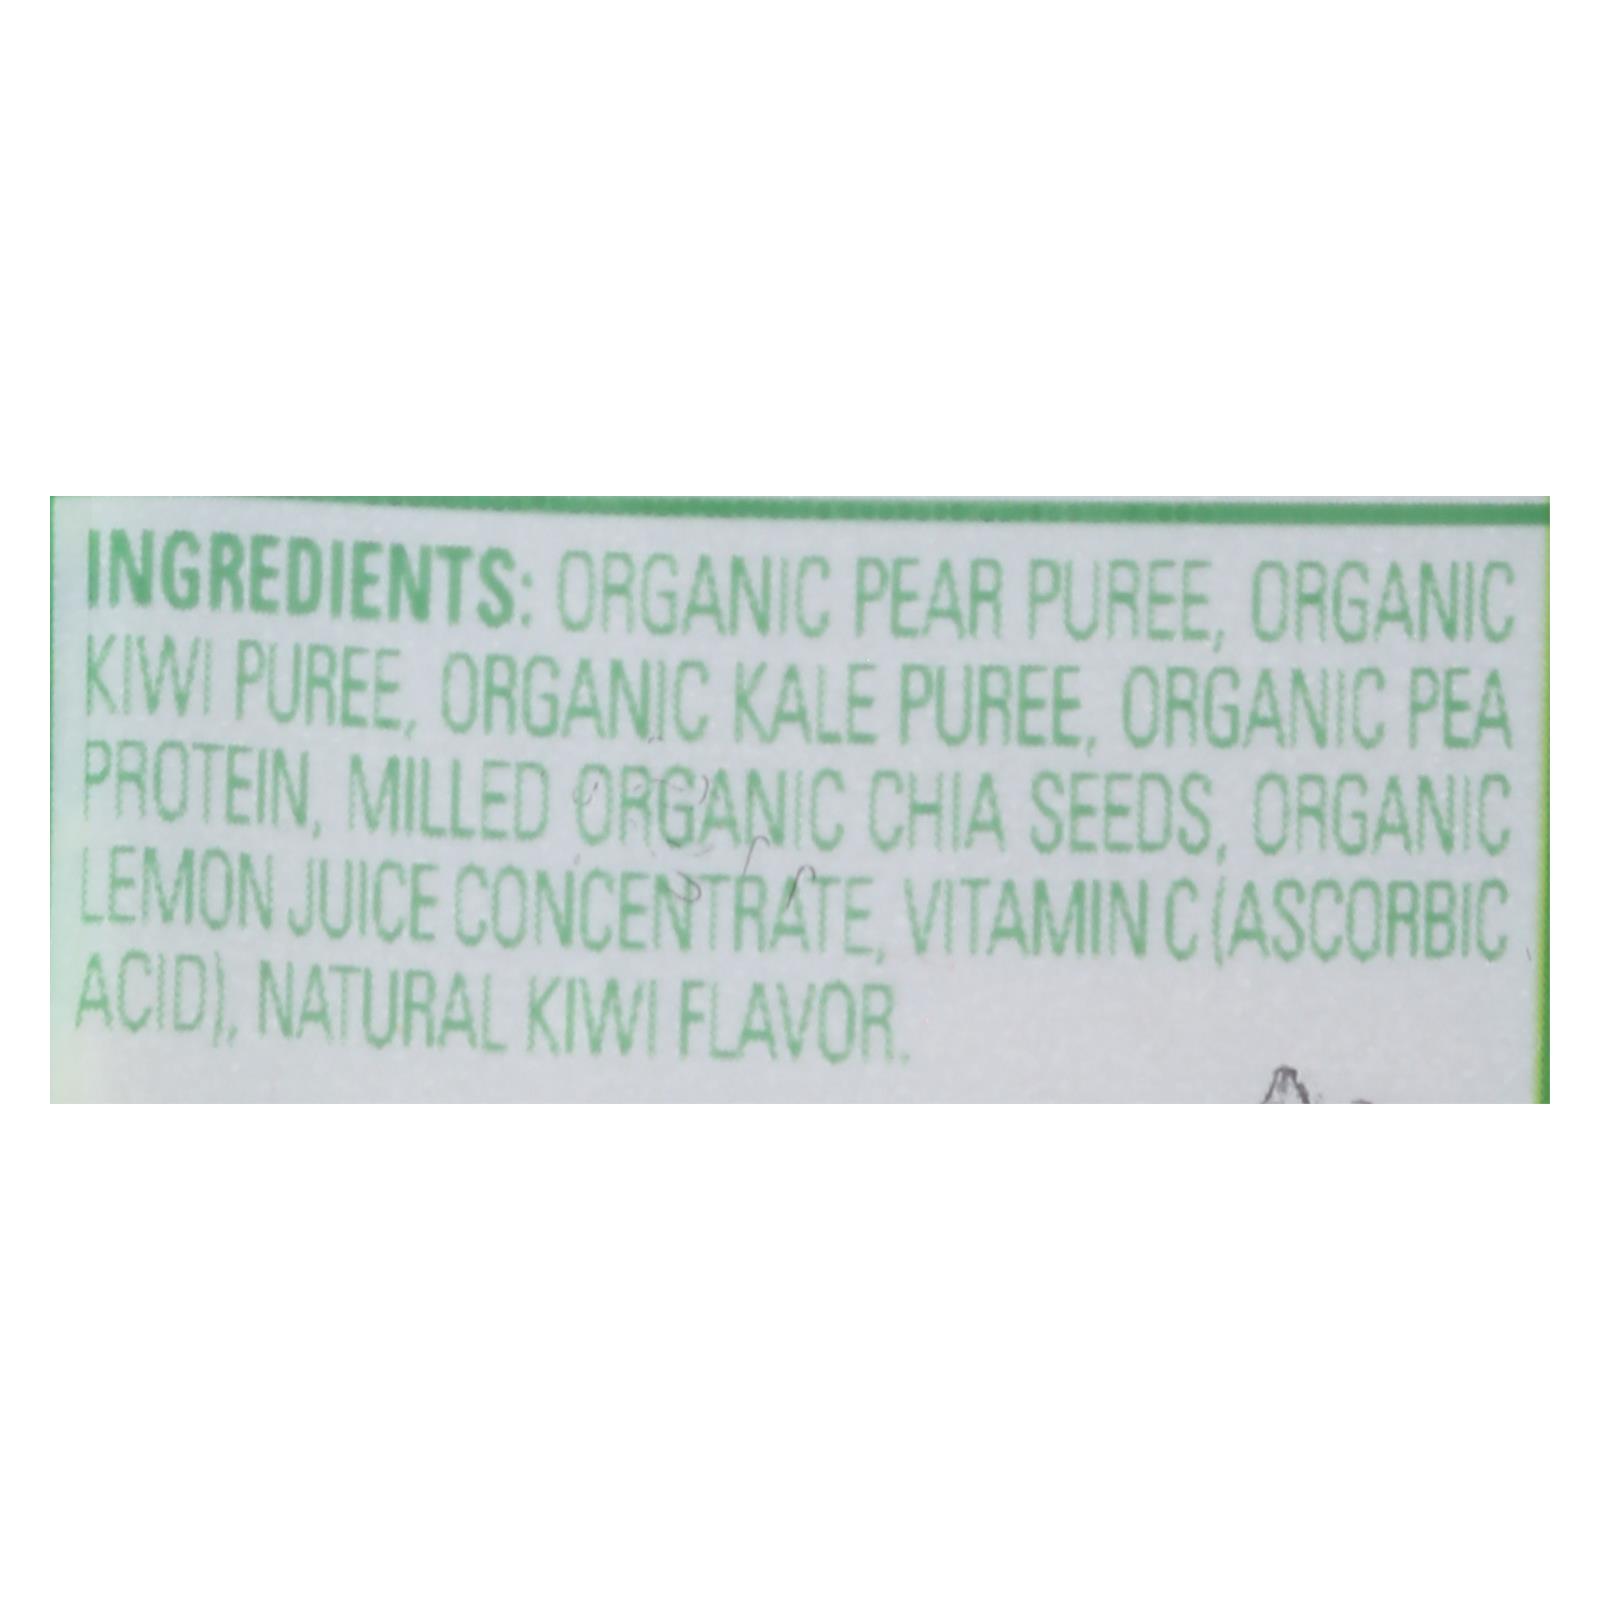 INGREDIENTS: ORGANIC PEAR PUREE, ORGANIC
KIWI PUREE, ORGANIC KALE PUREE, ORGANIC PEA
PROTEIN, MILLED ORGANIC CHIA SEEDS, ORGANIC
LEMON JUICE CONCENTRATE, VITAMIN C (ASCORBIC
ACID), NATURAL KIWI FLAVOR.